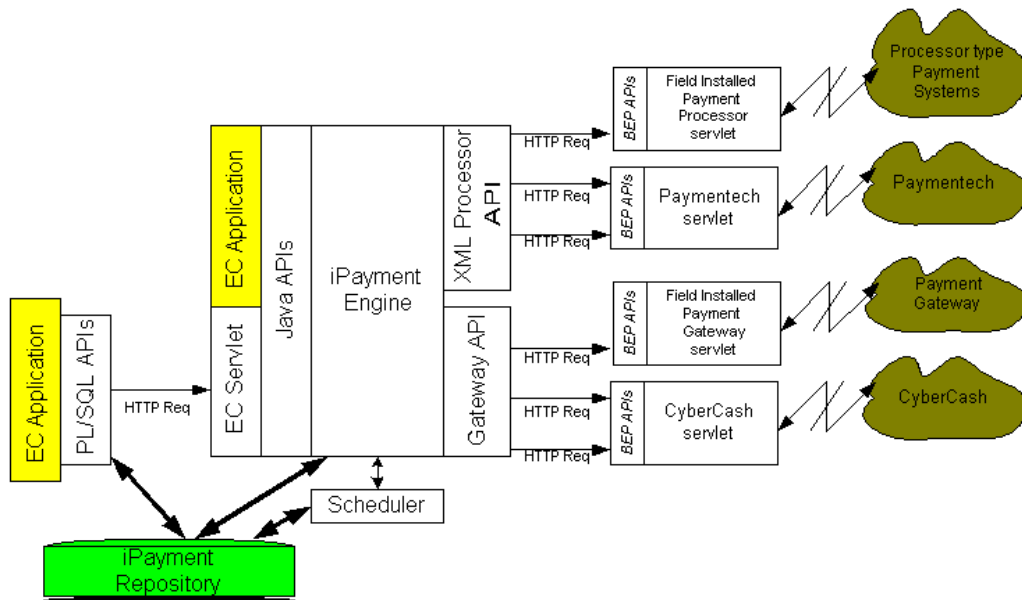 EC Application
PL/SQL APIs
HTTP Req
EC Application
EC Servlet
Java APIs
iPayment
Engine
XML Processor
API
Gateway API
Scheduler
iPayment
Repository
HTTP Req
HTTP Req
HTTP Req
HTTP Req
HTTP Req
HTTP Req
BEP APIs
Field Installed
Payment
Processor
servlet
BEP APIs
Paymentech
servlet
BEP APIs
Field Installed
Payment
Gateway
servlet
BEP APIs
CyberCash
servlet
Processor type
Payment
Systems
Paymentech
Payment
Gateway
CyberCash